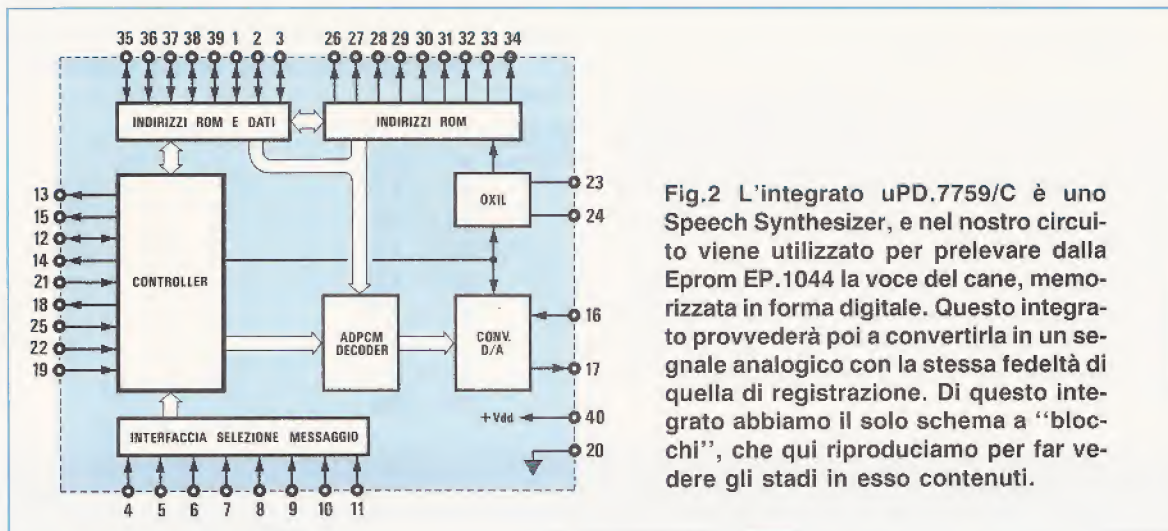 35 36 37 38 39 1 2 3
26 27 28 29 30 31 32 33 34
INDIRIZZI ROM E DATI
INDIRIZZI ROM
13
15
12
14
21
18
25
22
19
CONTROLLER
OXIL
23
24
ADPCM
DECODER
CONV.
D/A
16
17
+Vdd
40
20
INTERFACCIA SELEZIONE MESSAGGIO
4 5 6 7 8 9 10 11
Fig.2 L'integrato uPD.7759/C è uno
Speech Synthesizer, e nel nostro circui-
to viene utilizzato per prelevare dalla
Eprom EP.1044 la voce del cane, memo-
rizzata in forma digitale. Questo integra-
to provvederà poi a convertirla in un se-
gnale analogico con la stessa fedeltà di
quella di registrazione. Di questo inte-
grato abbiamo il solo schema a "bloc-
chi", che qui riproduciamo per far ve-
dere gli stadi in esso contenuti.